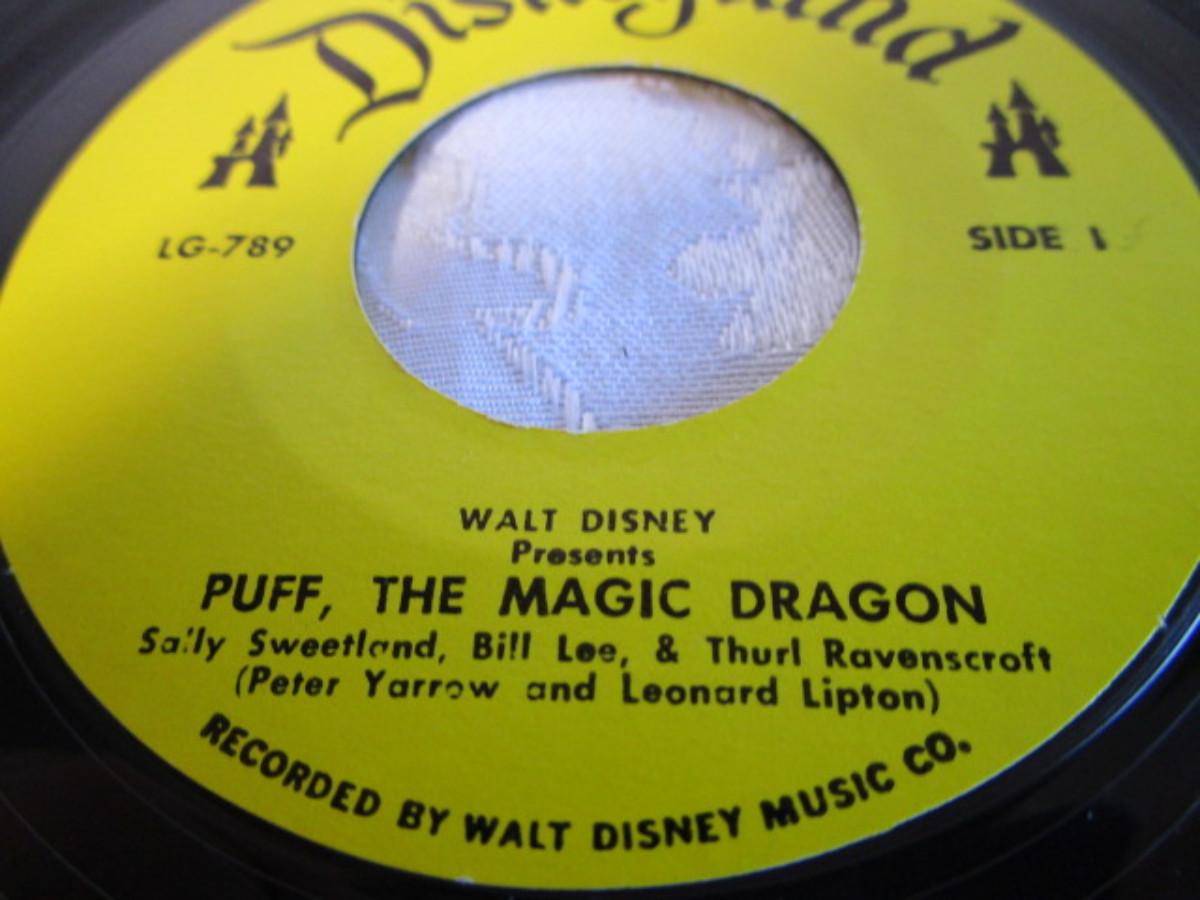 Disneyland
LG-789
SIDE 1
WALT DISNEY
Presents
PUFF, THE MAGIC DRAGON
Sally Sweetland, Bill Lee, & Thurl Ravenscroft
(Peter Yarrow and Leonard Lipton)
RECORDED BY WALT DISNEY MUSIC CO.